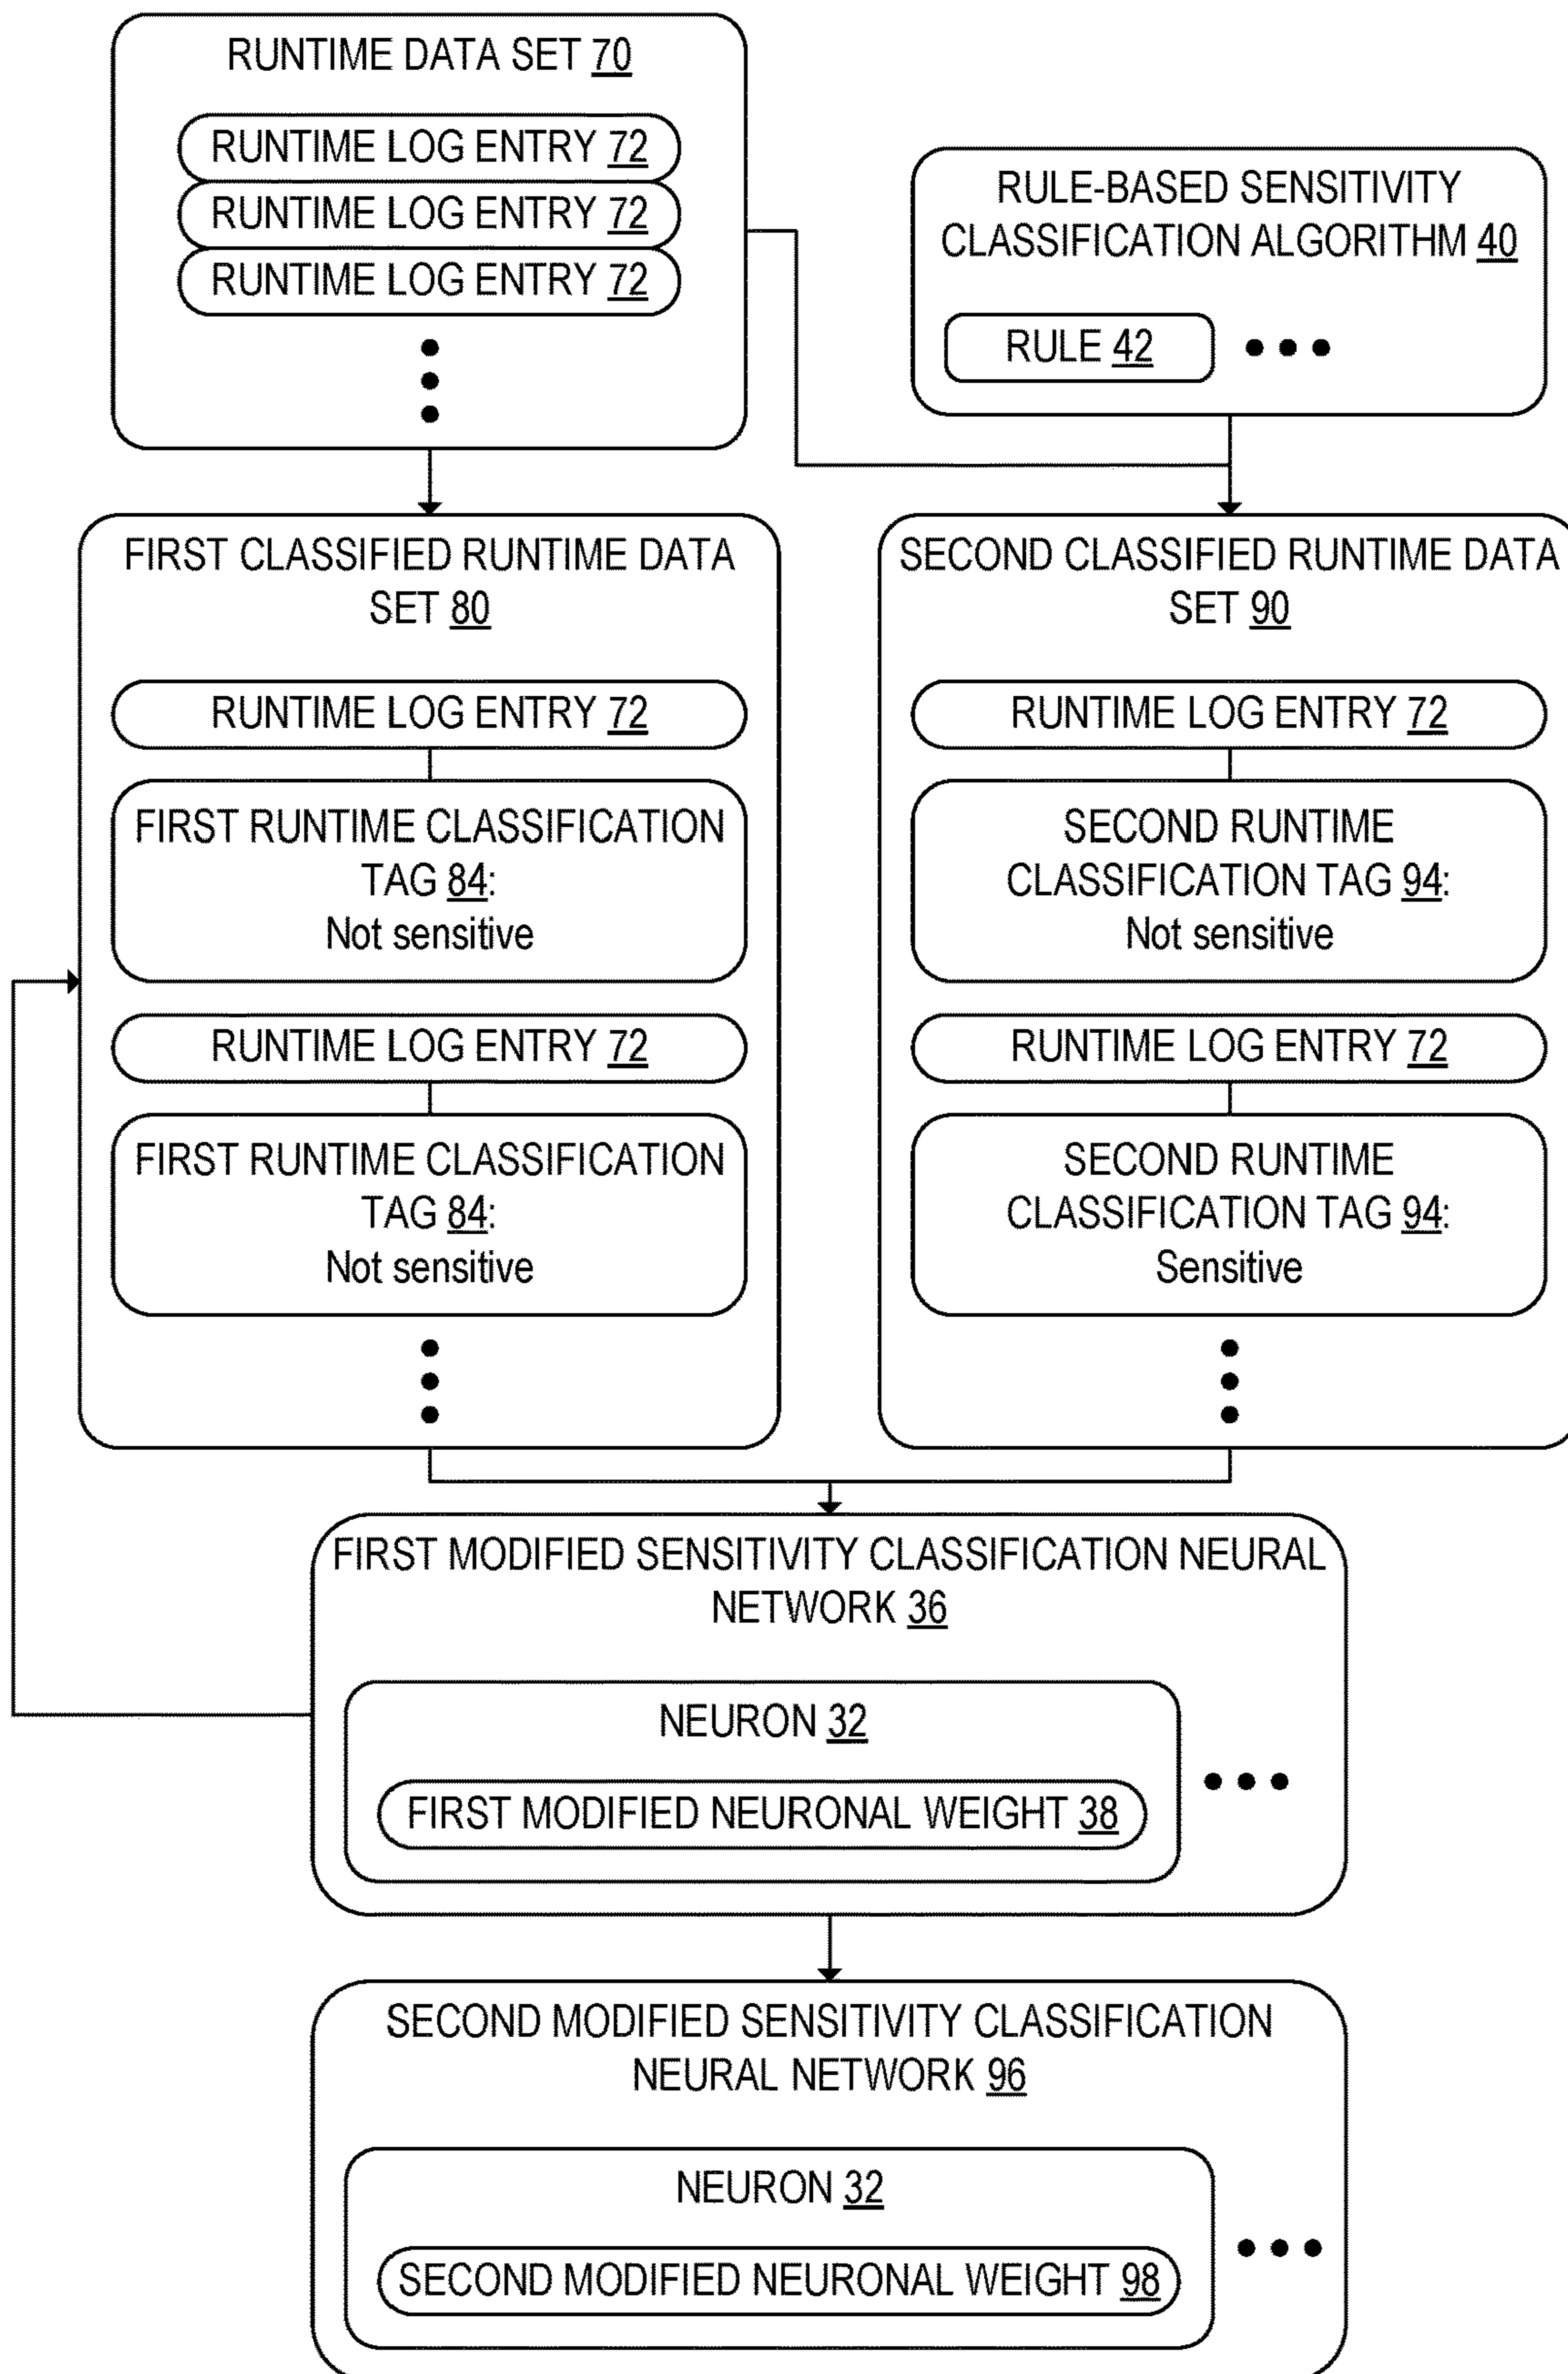 RUNTIME DATA SET 70
RUNTIME LOG ENTRY 72
RUNTIME LOG ENTRY 72
RUNTIME LOG ENTRY 72
RULE-BASED SENSITIVITY
CLASSIFICATION ALGORITHM 40
RULE 42
FIRST CLASSIFIED RUNTIME DATA
SET 80
RUNTIME LOG ENTRY 72
FIRST RUNTIME CLASSIFICATION
TAG 84:
Not sensitive
RUNTIME LOG ENTRY 72
FIRST RUNTIME CLASSIFICATION
TAG 84:
Not sensitive
SECOND CLASSIFIED RUNTIME DATA
SET 90
RUNTIME LOG ENTRY 72
SECOND RUNTIME
CLASSIFICATION TAG 94:
Not sensitive
RUNTIME LOG ENTRY 72
SECOND RUNTIME
CLASSIFICATION TAG 94:
Sensitive
FIRST MODIFIED SENSITIVITY CLASSIFICATION NEURAL
NETWORK 36
NEURON 32
FIRST MODIFIED NEURONAL WEIGHT 38
SECOND MODIFIED SENSITIVITY CLASSIFICATION
NEURAL NETWORK 96
NEURON 32
SECOND MODIFIED NEURONAL WEIGHT 98